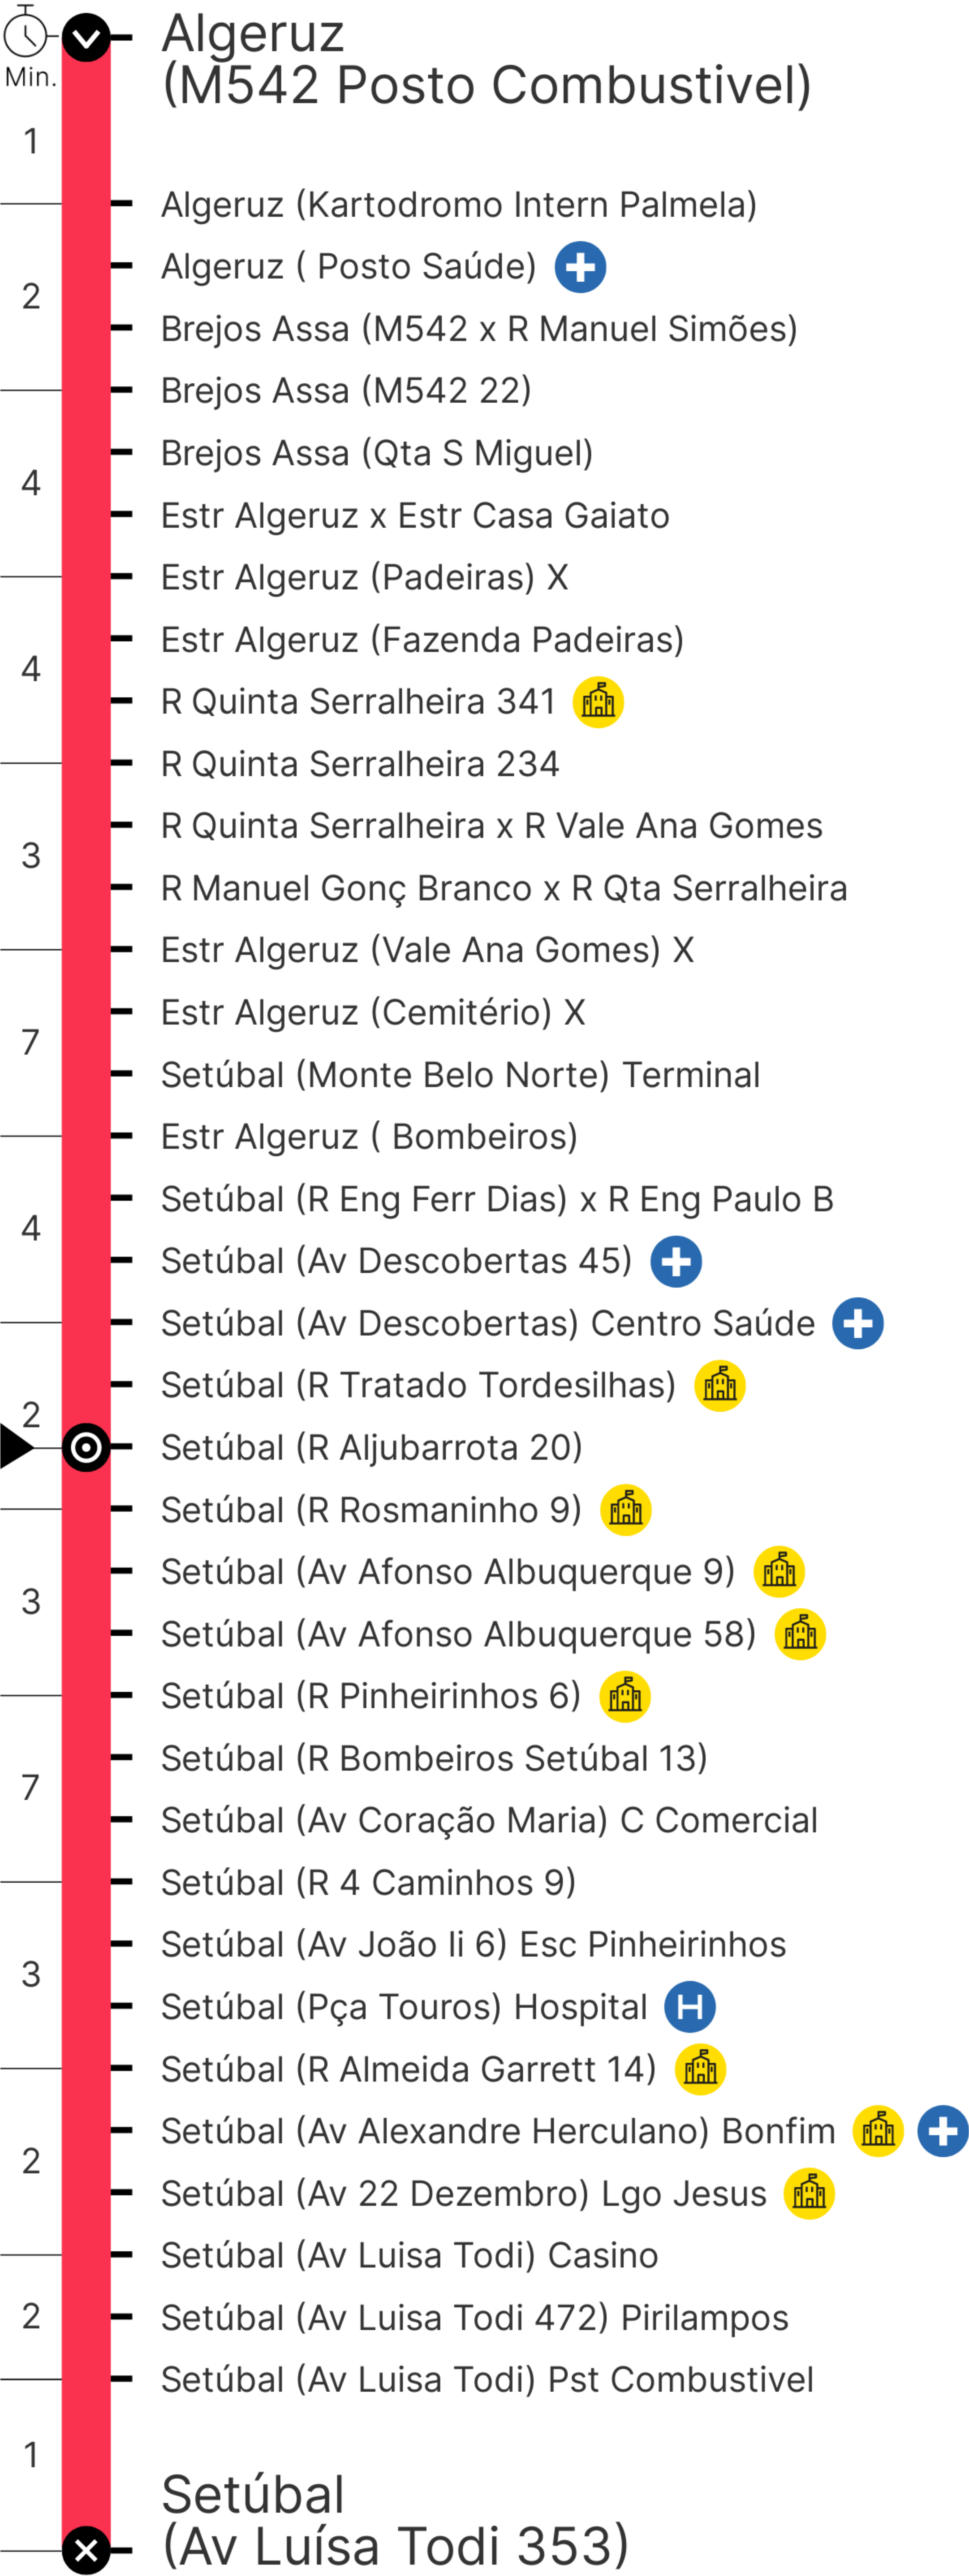 Algeruz
(M542 Posto Combustivel)
Min.
1
Algeruz (Kartodromo Intern Palmela)
Algeruz ( Posto Saúde)
2
Brejos Assa (M542 x R Manuel Simões)
Brejos Assa (M542 22)
Brejos Assa (Qta S Miguel)
4
Estr Algeruz x Estr Casa Gaiato
Estr Algeruz (Padeiras) X
Estr Algeruz (Fazenda Padeiras)
4
R Quinta Serralheira 341
R Quinta Serralheira 234
R Quinta Serralheira x R Vale Ana Gomes
3
R Manuel Gonç Branco x R Qta Serralheira
Estr Algeruz (Vale Ana Gomes) X
Estr Algeruz (Cemitério) X
7
Setúbal (Monte Belo Norte) Terminal
Estr Algeruz ( Bombeiros)
Setúbal (R Eng Ferr Dias) x R Eng Paulo B
4
Setúbal (Av Descobertas 45)
Setúbal (Av Descobertas) Centro Saúde
Setúbal (R Tratado Tordesilhas)
2
Setúbal (R Aljubarrota 20)
Setúbal (R Rosmaninho 9)
Setúbal (Av Afonso Albuquerque 9)
3
Setúbal (Av Afonso Albuquerque 58)
Setúbal (R Pinheirinhos 6)
Setúbal (R Bombeiros Setúbal 13)
7
Setúbal (Av Coração Maria) C Comercial
Setúbal (R 4 Caminhos 9)
Setúbal (Av João Ii 6) Esc Pinheirinhos
3
Setúbal (Pça Touros) Hospital H
Setúbal (R Almeida Garrett 14)
Setúbal (Av Alexandre Herculano) Bonfim
2
Setúbal (Av 22 Dezembro) Lgo Jesus
Setúbal (Av Luisa Todi) Casino
2
Setúbal (Av Luisa Todi 472) Pirilampos
Setúbal (Av Luisa Todi) Pst Combustivel
1
Setúbal
(Av Luísa Todi 353)